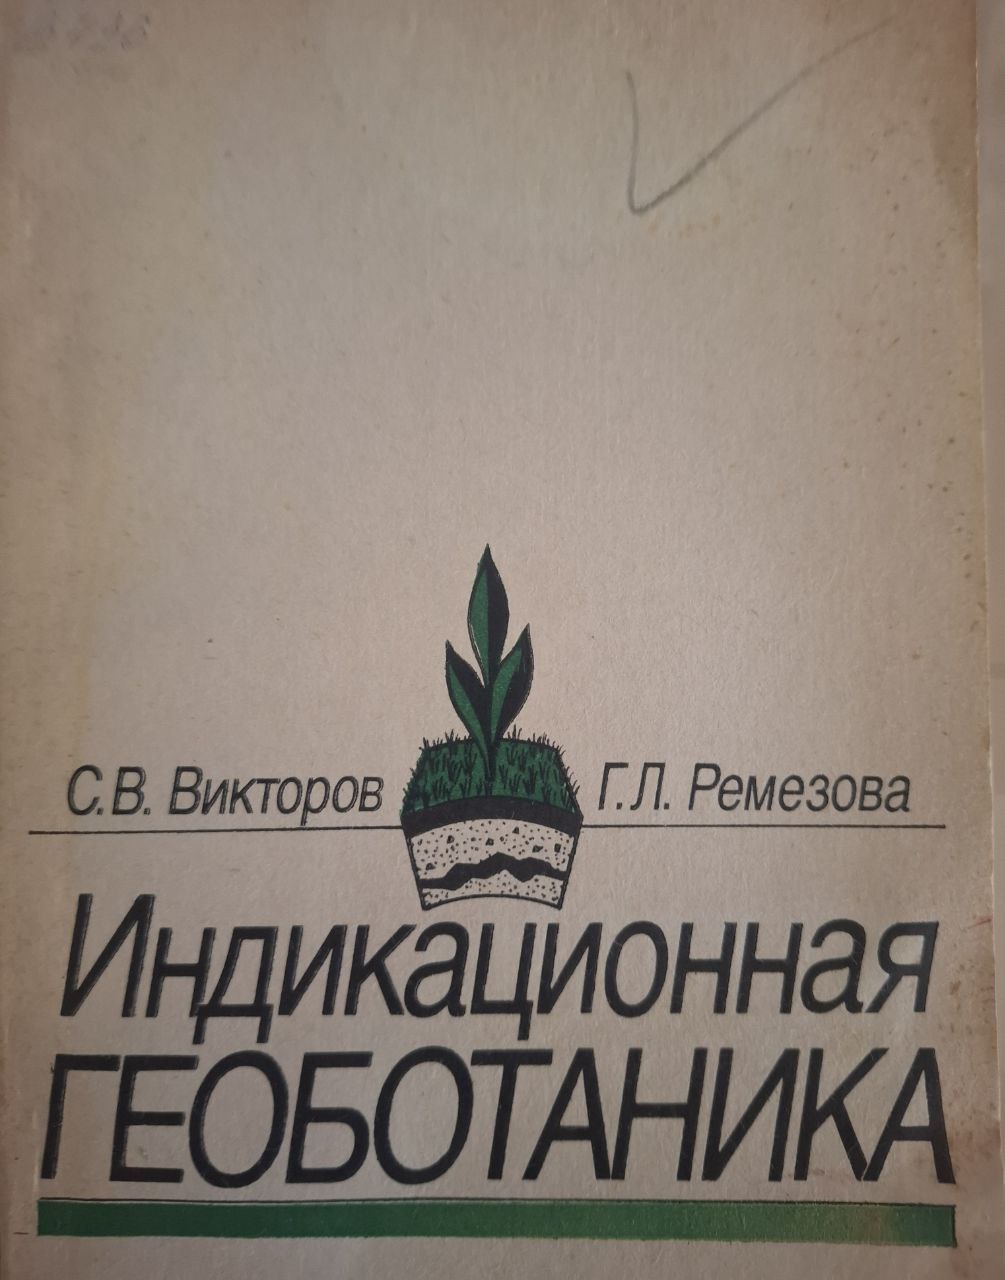 С.В. Викторов Г.Л. Ремезова
Индикационная
ГЕОБОТАНИКА